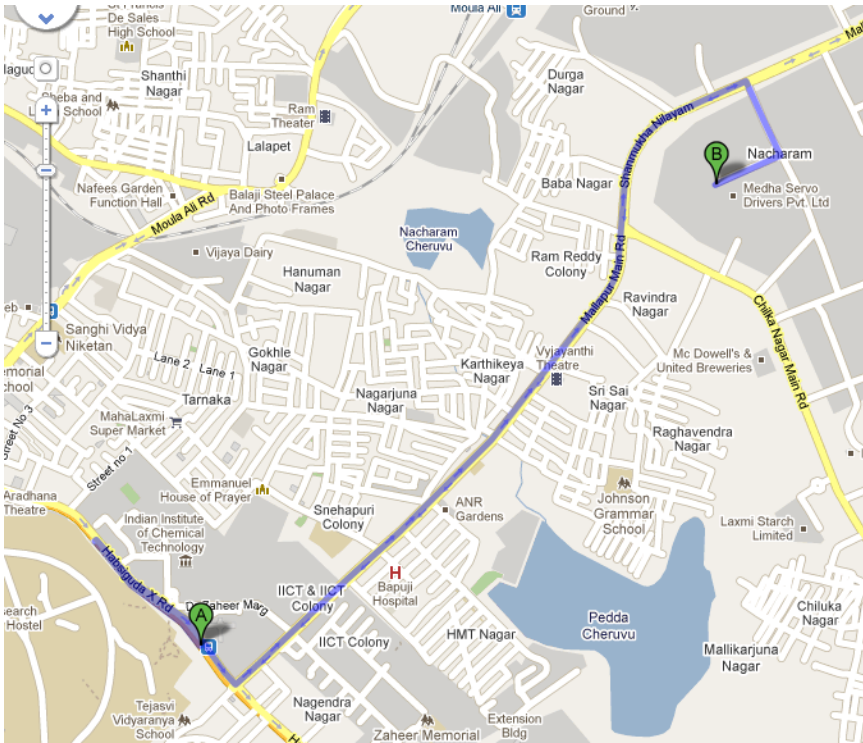 St Francis
De Sales
High School
Moula Ali
Ground
Shanthi
Nagar
Durga
Nagar
Ram
Theater
Lalapet
Shanmukha Nilayam
B
Nacharam
Baba Nagar
Medha Servo
Drivers Pvt. Ltd
Nafees Garden
Function Hall
Balaji Steel Palace
And Photo Frames
Moula Ali Rd
Nacharam
Cheruvu
Vijaya Dairy
Ram Reddy
Colony
Hanuman
Nagar
Mallapur Main Rd
Ravindra
Nagar
Chilka Nagar Main Rd
Sanghi Vidya
Niketan
Lane 2
Lane 1
Gokhle
Nagar
Karthikeya
Nagar
Vyjayanthi
Theatre
Mc Dowell's &
United Breweries
Tarnaka
Nagarjuna
Nagar
Sri Sai
Nagar
Street No 3
MahaLaxmi
Super Market
Raghavendra
Nagar
Street no 1
Emmanuel
House of Prayer
Aradhana
Theatre
Snehapuri
Colony
ANR
Gardens
Johnson
Grammar
School
Laxmi Starch
Limited
Indian Institute
of Chemical
Technology
Habsiguda X Rd
H
Bapuji
Hospital
IICT & IICT
Colony
Zaheer Marg
A
Hostel
IICT Colony
HMT Nagar
Pedda
Cheruvu
Chiluka
Nagar
Mallikarjuna
Nagar
Tejasvi
Vidyaranya
School
Nagendra
Nagar
Zaheer Memorial
Extension
Bldg